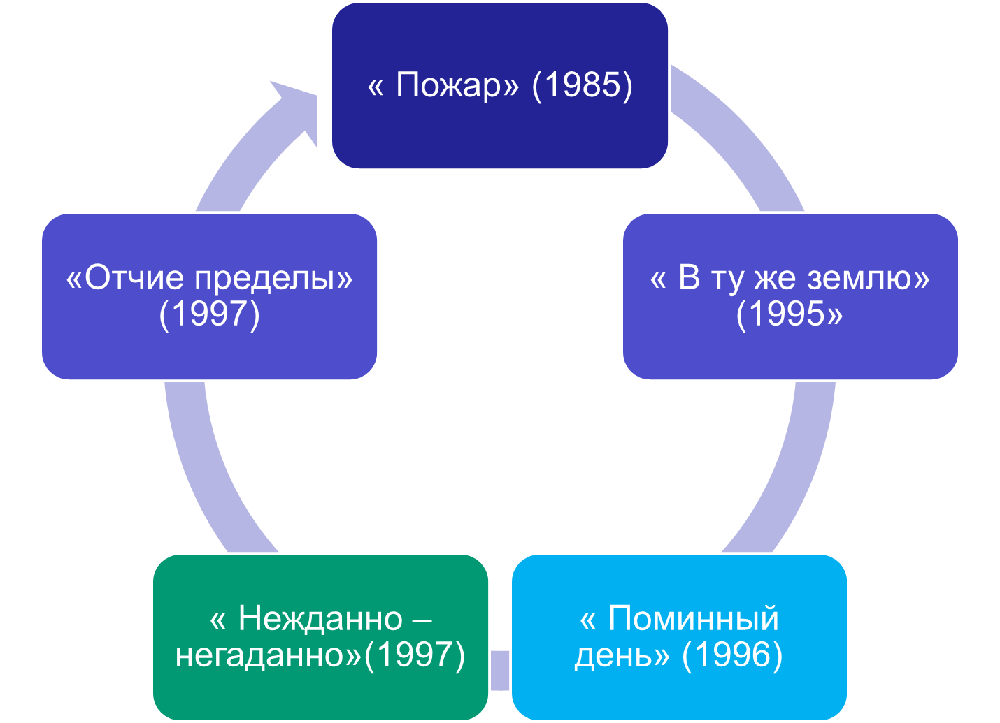 « Пожар» (1985)
« В ту же землю»
(1995»
« Поминный
день» (1996)
« Нежданно –
негаданно»(1997)
«Отчие пределы»
(1997)